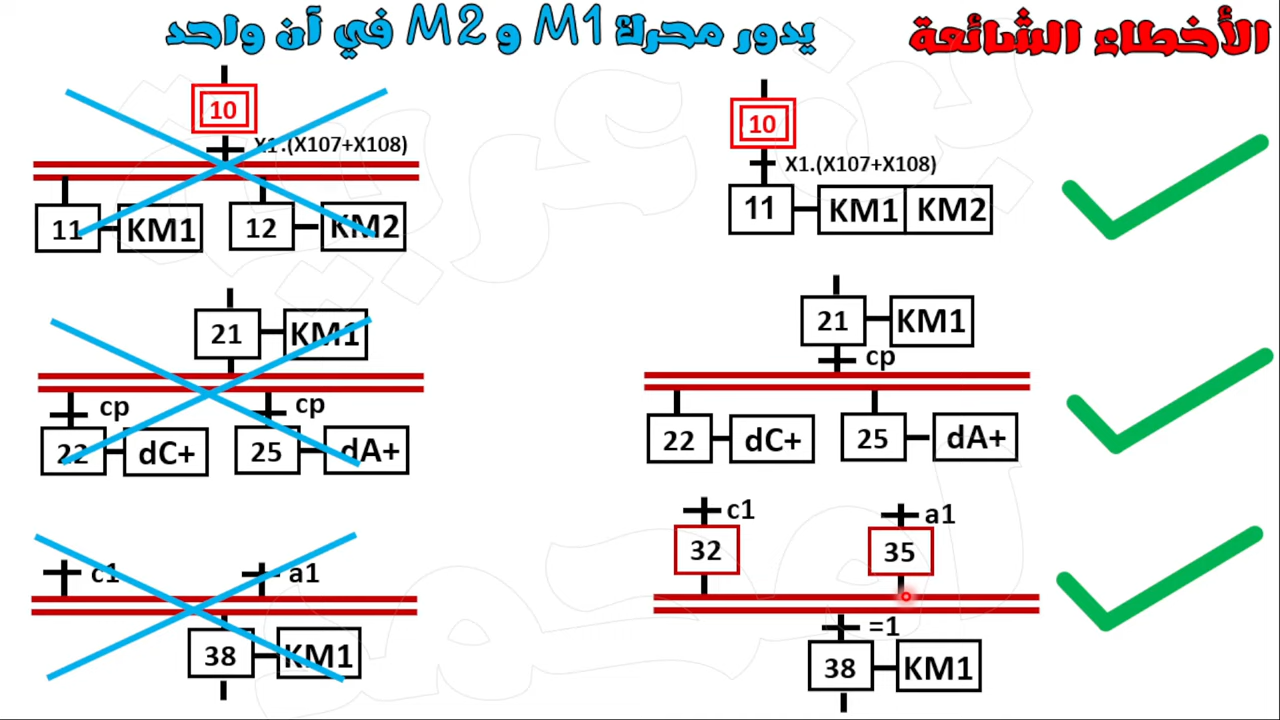 الأخطاء الشائعة
يدور محرك M1 و M2 في آن واحد
10
X1.(X107+X108)
11 KM1
12 KM2
10
X1.(X107+X108)
11 KM1 KM2
21 KM1
cp cp
22 dC+
25 dA+
21 KM1
cp
22 dC+
25 dA+
c1 a1
38 KM1
c1 a1
32 35
=1
38 KM1